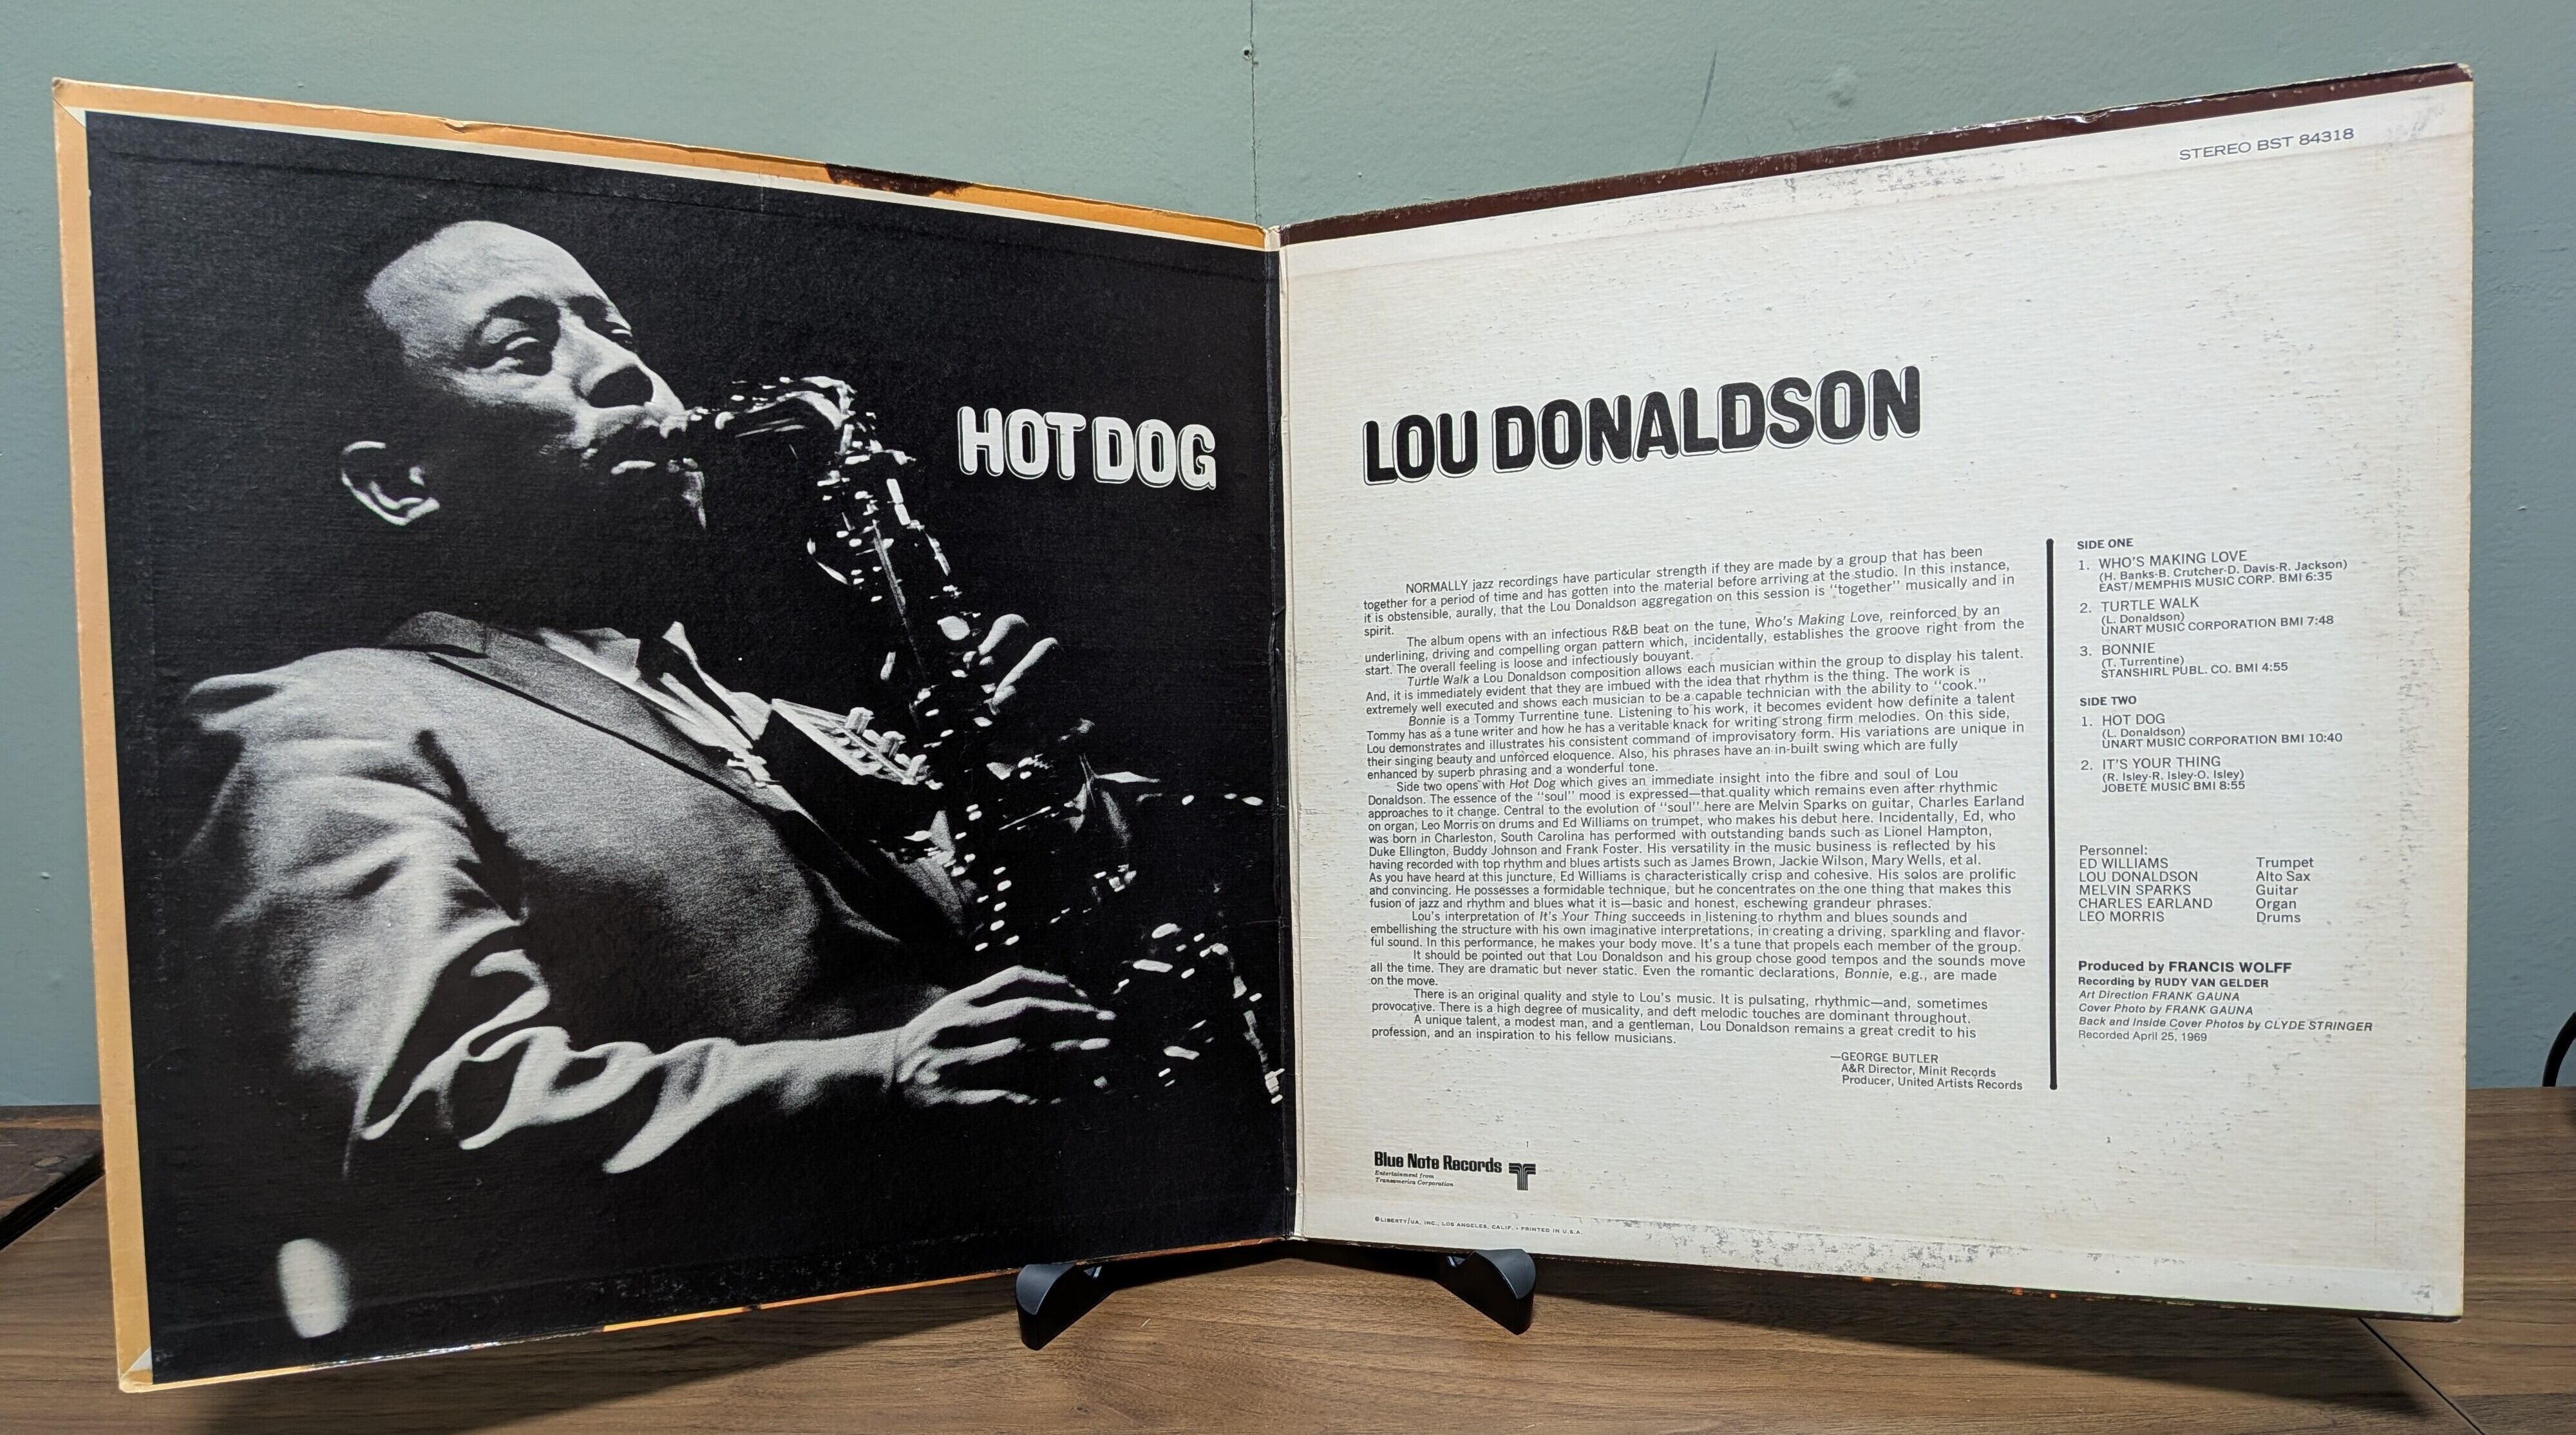 HOT DOG
STEREO BST 84318
LOU DONALDSON
NORMALLY jazz recordings have particular strength if they are made by a group that has been
together for a period of time and has gotten into the material before arriving at the studio. In this instance,
it is obstensible, aurally, that the Lou Donaldson aggregation on this session is "together" musically and in
spirit.
The album opens with an infectious R&B beat on the tune, Who's Making Love, reinforced by an
underlining, driving and compelling organ pattern which, incidentally, establishes the groove right from the
start. The overall feeling is loose and infectiously bouyant.
Turtle Walk a Lou Donaldson composition allows each musician within the group to display his talent.
And, it is immediately evident that they are imbued with the idea that rhythm is the thing. The work is
extremely well executed and shows each musician to be a capable technician with the ability to "cook."
Bonnie is a Tommy Turrentine tune. Listening to his work, it becomes evident how definite a talent
Tommy has as a tune writer and how he has a veritable knack for writing strong firm melodies. On this side,
Lou demonstrates and illustrates his consistent command of improvisatory form. His variations are unique in
their singing beauty and unforced eloquence. Also, his phrases have an in-built swing which are fully
enhanced by superb phrasing and a wonderful tone.
Side two opens with Hot Dog which gives an immediate insight into the fibre and soul of Lou
Donaldson. The essence of the "soul" mood is expressed—that quality which remains even after rhythmic
approaches to it change. Central to the evolution of "soul" here are Melvin Sparks on guitar, Charles Earland
on organ, Leo Morris on drums and Ed Williams on trumpet, who makes his debut here. Incidentally, Ed, who
was born in Charleston, South Carolina has performed with outstanding bands such as Lionel Hampton,
Duke Ellington, Buddy Johnson and Frank Foster. His versatility in the music business is reflected by his
having recorded with top rhythm and blues artists such as James Brown, Jackie Wilson, Mary Wells, et al.
As you have heard at this juncture, Ed Williams is characteristically crisp and cohesive. His solos are prolific
and convincing. He possesses a formidable technique, but he concentrates on the one thing that makes this
fusion of jazz and rhythm and blues what it is—basic and honest, eschewing grandeur phrases.
Lou's interpretation of It's Your Thing succeeds in listening to rhythm and blues sounds and
embellishing the structure with his own imaginative interpretations, in creating a driving, sparkling and flavor-
ful sound. In this performance, he makes your body move. It's a tune that propels each member of the group.
It should be pointed out that Lou Donaldson and his group chose good tempos and the sounds move
all the time. They are dramatic but never static. Even the romantic declarations, Bonnie, e.g., are made
on the move.
There is an original quality and style to Lou's music. It is pulsating, rhythmic—and, sometimes
provocative. There is a high degree of musicality, and deft melodic touches are dominant throughout.
A unique talent, a modest man, and a gentleman, Lou Donaldson remains a great credit to his
profession, and an inspiration to his fellow musicians.
—GEORGE BUTLER
A&R Director, Minit Records
Producer, United Artists Records
SIDE ONE
1. WHO'S MAKING LOVE
(H. Banks-B. Crutcher-D. Davis-R. Jackson)
EAST/MEMPHIS MUSIC CORP. BMI 6:35
2. TURTLE WALK
(L. Donaldson)
UNART MUSIC CORPORATION BMI 7:48
3. BONNIE
(T. Turrentine)
STANSHIRL PUBL. CO. BMI 4:55
SIDE TWO
1. HOT DOG
(L. Donaldson)
UNART MUSIC CORPORATION BMI 10:40
2. IT'S YOUR THING
(R. Isley-R. Isley-O. Isley)
JOBETE MUSIC BMI 8:55
Personnel:
ED WILLIAMS Trumpet
LOU DONALDSON Alto Sax
MELVIN SPARKS Guitar
CHARLES EARLAND Organ
LEO MORRIS Drums
Produced by FRANCIS WOLFF
Recording by RUDY VAN GELDER
Art Direction FRANK GAUNA
Cover Photo by FRANK GAUNA
Back and Inside Cover Photos by CLYDE STRINGER
Recorded April 25, 1969
Blue Note Records
Entertainment from
Transamerica Corporation
©LIBERTY/UA, INC., LOS ANGELES, CALIF. • PRINTED IN U.S.A.